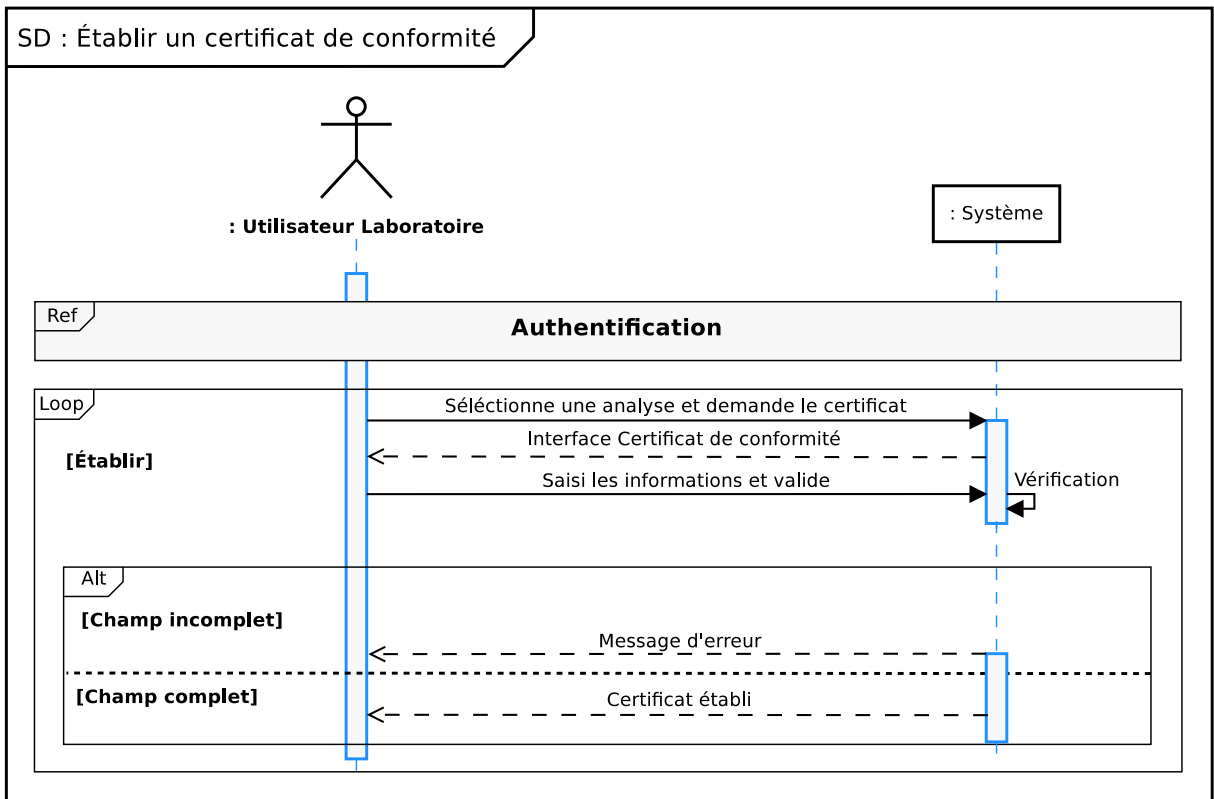 SD : Établir un certificat de conformité
: Utilisateur Laboratoire
: Système
Ref
Authentification
Loop
Séléctionne une analyse et demande le certificat
Interface Certificat de conformité
[Établir]
Saisi les informations et valide
Vérification
Alt
[Champ incomplet]
Message d'erreur
[Champ complet]
Certificat établi